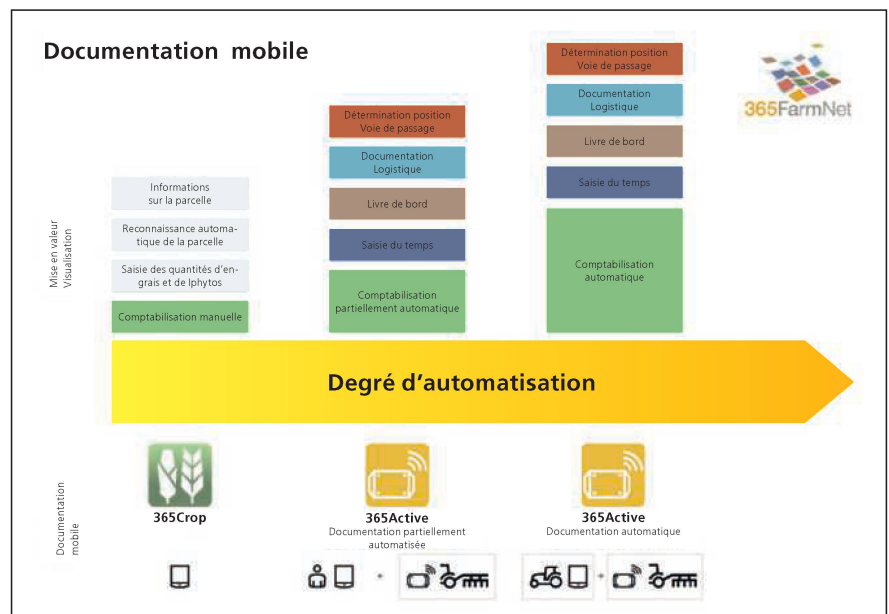 Documentation mobile
365FarmNet
Mise en valeur
Visualisation
Informations
sur la parcelle
Reconnaissance automa-
tique de la parcelle
Saisie des quantités d'en-
grais et de lphytos
Comptabilisation manuelle
Détermination position
Voie de passage
Documentation
Logistique
Livre de bord
Saisie du temps
Comptabilisation
partiellement automatique
Détermination position
Voie de passage
Documentation
Logistique
Livre de bord
Saisie du temps
Comptabilisation
automatique
Degré d'automatisation
Documentation
mobile
365Crop
365Active
Documentation partiellement
automatisée
365Active
Documentation automatique